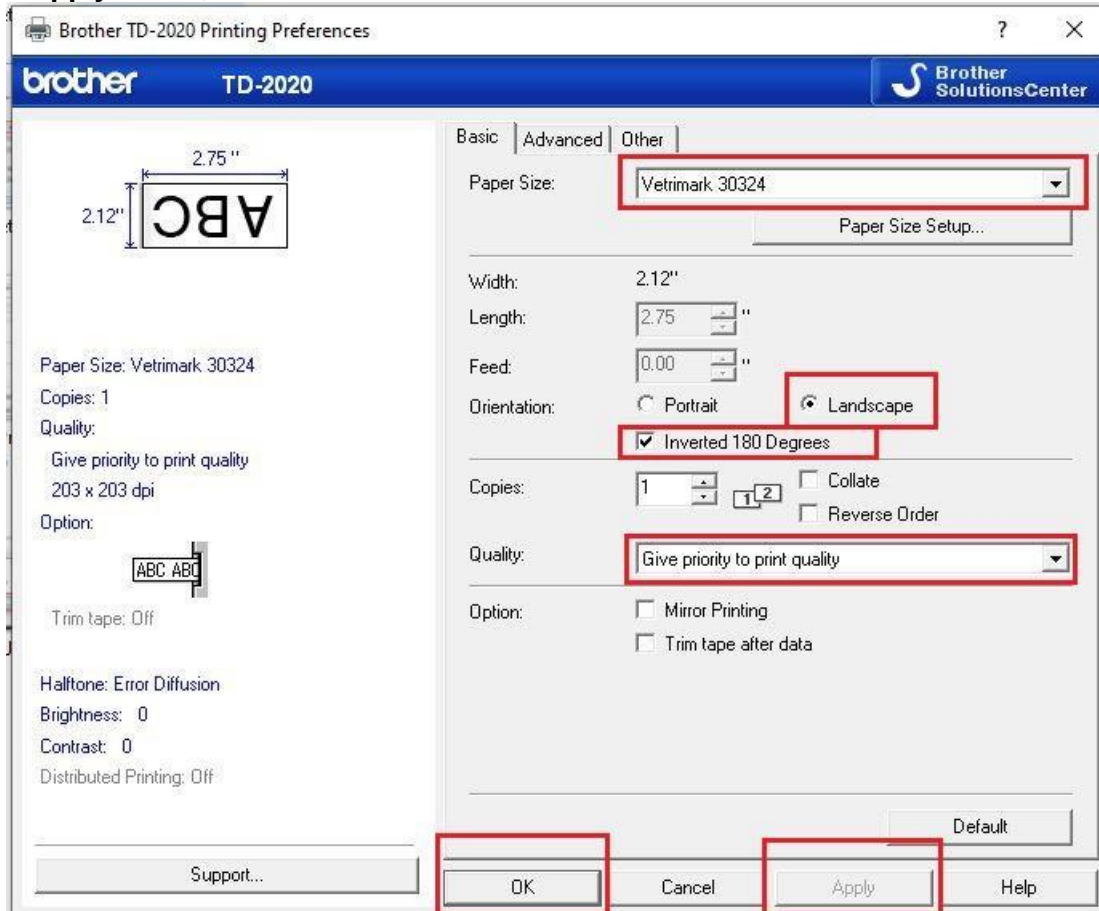 Brother TD-2020 Printing Preferences ? X
brother TD-2020 Brother SolutionsCenter
2.75 "
2.12"
ABC
Paper Size: Vetrimark 30324
Copies: 1
Quality:
Give priority to print quality
203 x 203 dpi
Option:
ABC ABC
Trim tape: Off
Halftone: Error Diffusion
Brightness: 0
Contrast: 0
Distributed Printing: Off
Support...
Basic Advanced Other
Paper Size: Vetrimark 30324
Paper Size Setup...
Width: 2.12"
Length: 2.75 "
Feed: 0.00 "
Orientation: Portrait Landscape
Inverted 180 Degrees
Copies: 1 1 2 Collate
Reverse Order
Quality: Give priority to print quality
Option: Mirror Printing
Trim tape after data
Default
OK Cancel Apply Help